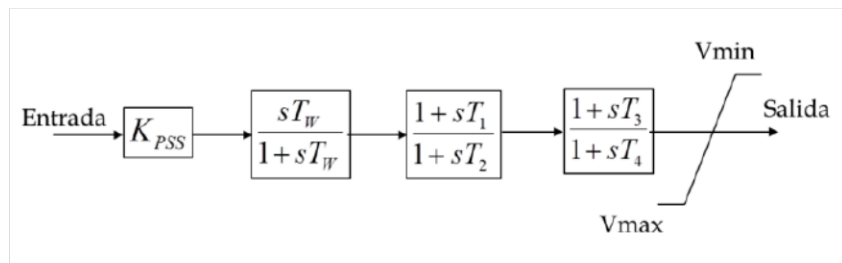 Entrada
K_PSS
sT_W
1+sT_W
1+sT_1
1+sT_2
1+sT_3
1+sT_4
Vmin
Salida
Vmax